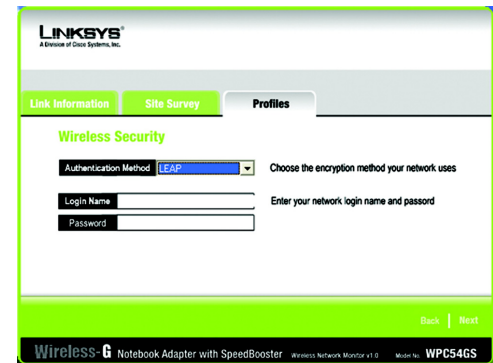 LINKSYS®
A Division of Cisco Systems, Inc.
Link Information Site Survey Profiles
Wireless Security
Authentication Method LEAP Choose the encryption method your network uses
Login Name Enter your network login name and passord
Password
Back Next
Wireless-G Notebook Adapter with SpeedBooster Wireless Network Monitor v1.0 Model No. WPC54GS